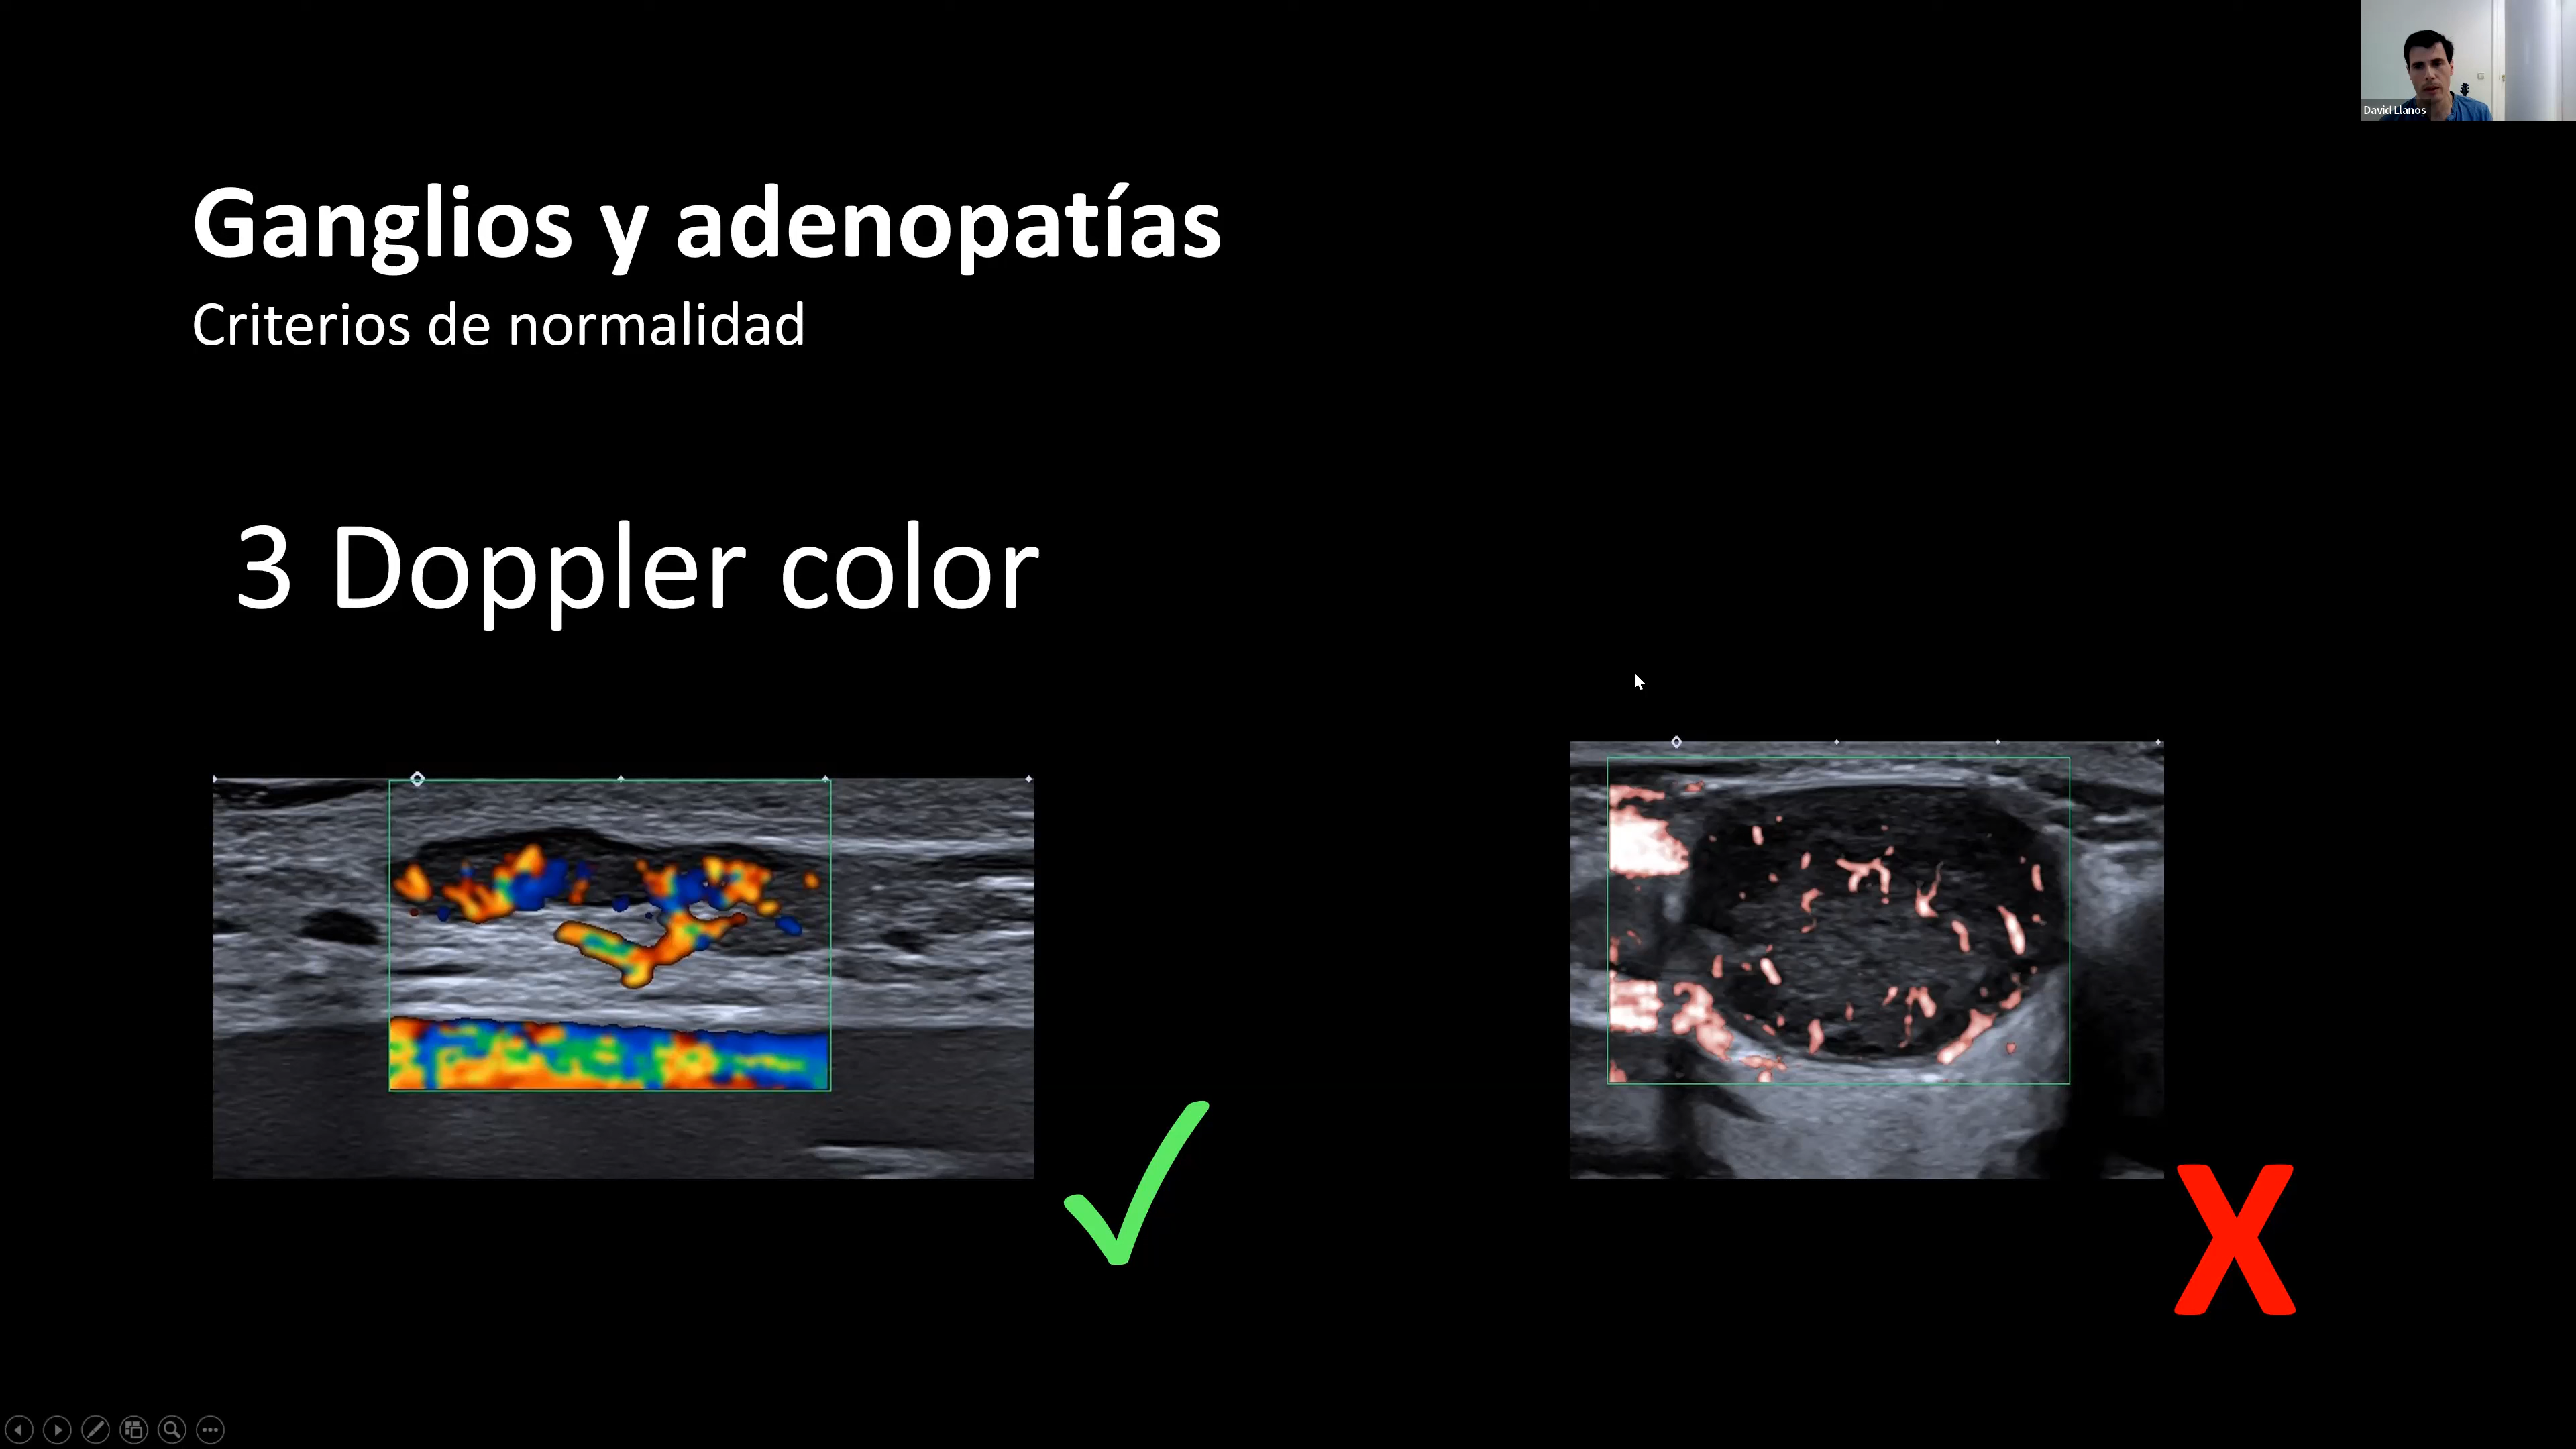 David Llanos
Ganglios y adenopatías
Criterios de normalidad
3 Doppler color
X